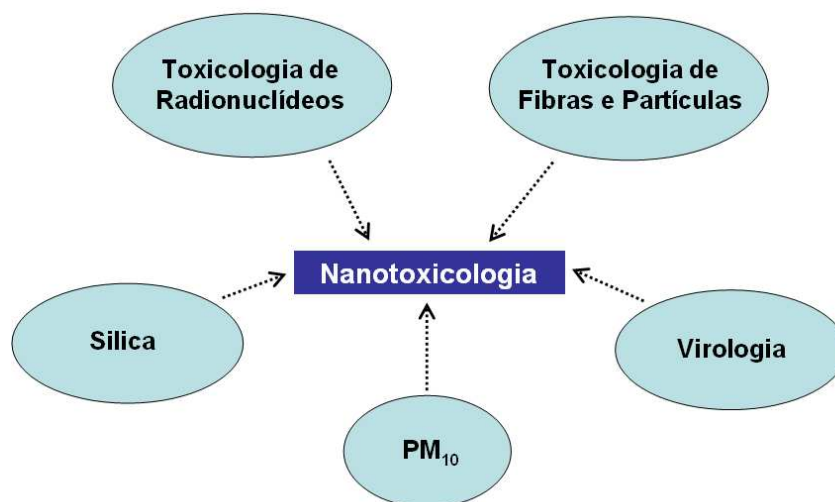 Toxicologia de
Radionuclídeos
Toxicologia de
Fibras e Partículas
Nanotoxicologia
Silica
Virologia
PM₁₀